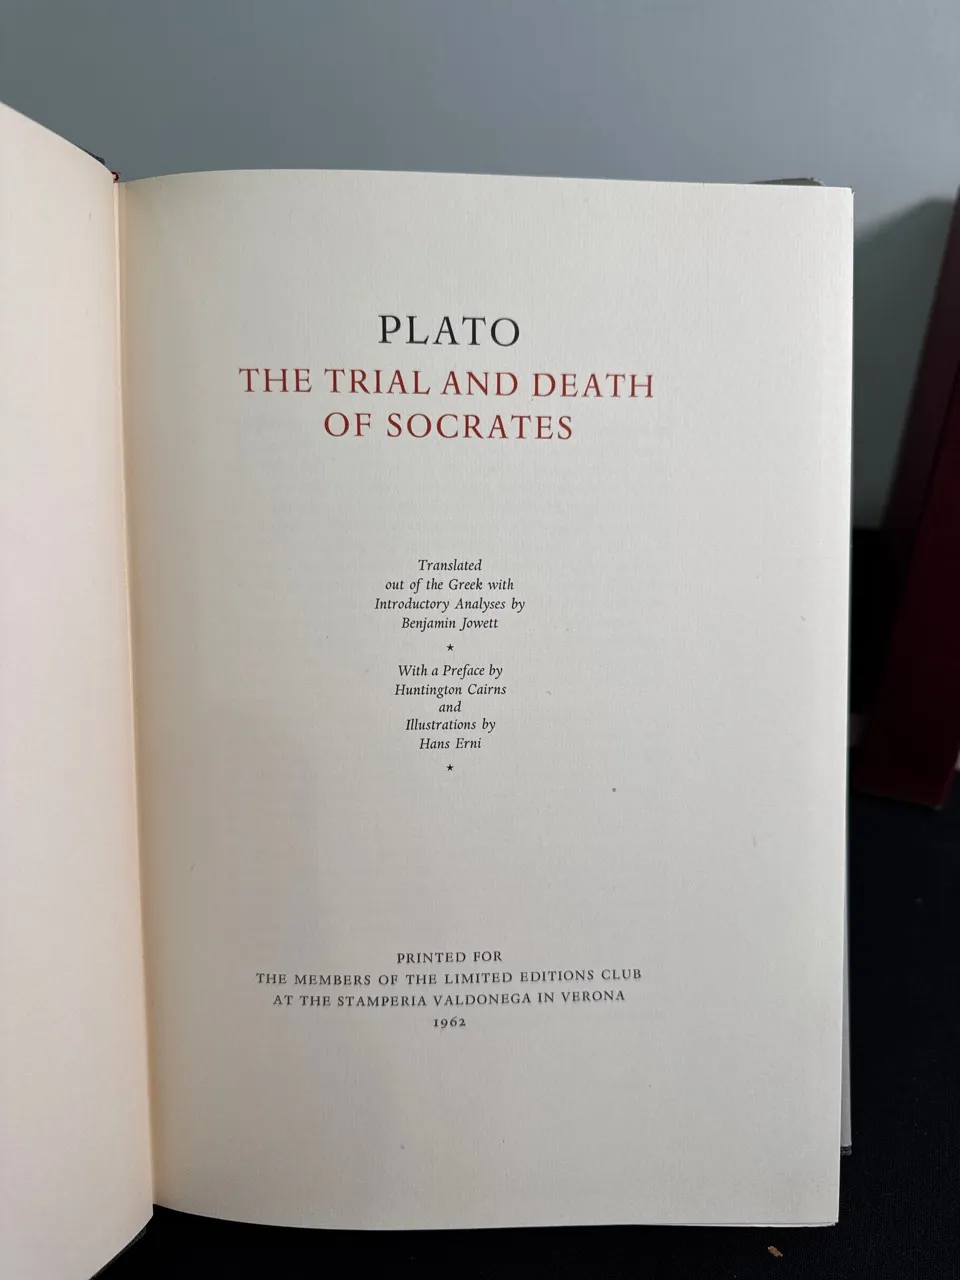 PLATO
THE TRIAL AND DEATH
OF SOCRATES
Translated
out of the Greek with
Introductory Analyses by
Benjamin Jowett
★
With a Preface by
Huntington Cairns
and
Illustrations by
Hans Erni
★
PRINTED FOR
THE MEMBERS OF THE LIMITED EDITIONS CLUB
AT THE STAMPERIA VALDONEGA IN VERONA
1962